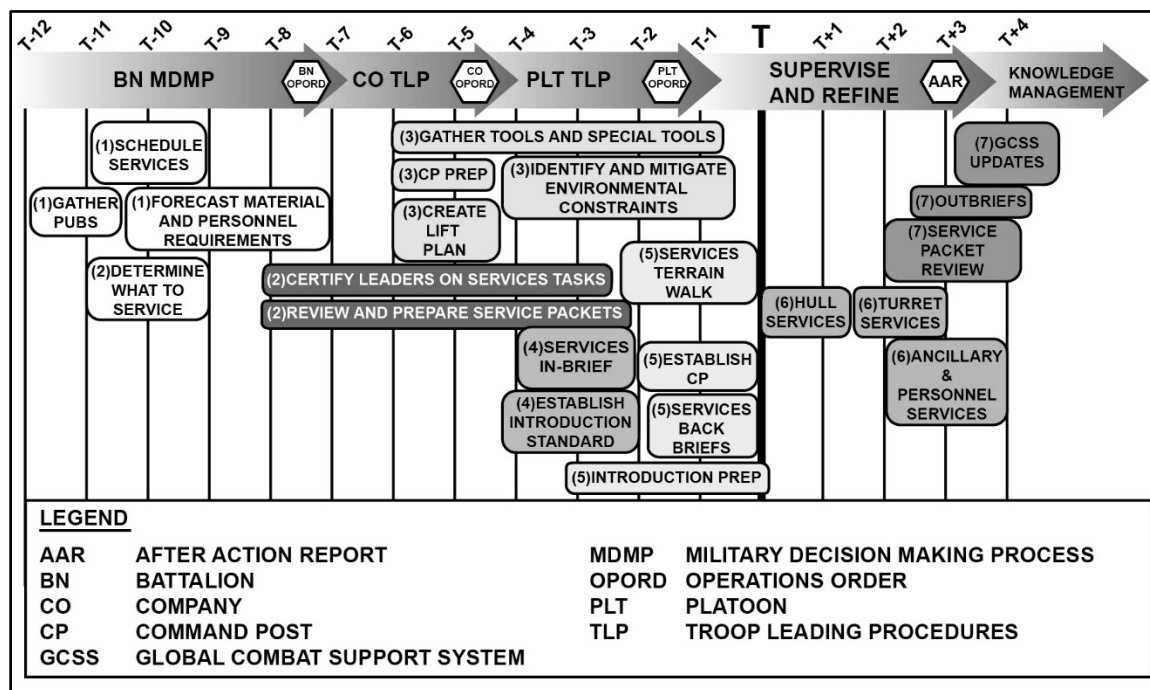 T-12 T-11 T-10 T-9 T-8 T-7 T-6 T-5 T-4 T-3 T-2 T-1 T T+1 T+2 T+3 T+4
BN MDMP
BN
OPORD
CO TLP
CO
OPORD
PLT TLP
PLT
OPORD
SUPERVISE
AND REFINE
AAR
KNOWLEDGE
MANAGEMENT
(1)SCHEDULE
SERVICES
(3)GATHER TOOLS AND SPECIAL TOOLS
(7)GCSS
UPDATES
(3)CP PREP
(3)IDENTIFY AND MITIGATE
ENVIRONMENTAL
CONSTRAINTS
(1)GATHER
PUBS
(1)FORECAST MATERIAL
AND PERSONNEL
REQUIREMENTS
(3)CREATE
LIFT
PLAN
(7)OUTBRIEFS
(7)SERVICE
PACKET
REVIEW
(2)DETERMINE
WHAT TO
SERVICE
(2)CERTIFY LEADERS ON SERVICES TASKS
(5)SERVICES
TERRAIN
WALK
(2)REVIEW AND PREPARE SERVICE PACKETS
(6)HULL
SERVICES
(6)TURRET
SERVICES
(4)SERVICES
IN-BRIEF
(5)ESTABLISH
CP
(6)ANCILLARY
&
PERSONNEL
SERVICES
(4)ESTABLISH
INTRODUCTION
STANDARD
(5)SERVICES
BACK
BRIEFS
(5)INTRODUCTION PREP
LEGEND
AAR AFTER ACTION REPORT
BN BATTALION
CO COMPANY
CP COMMAND POST
GCSS GLOBAL COMBAT SUPPORT SYSTEM
MDMP MILITARY DECISION MAKING PROCESS
OPORD OPERATIONS ORDER
PLT PLATOON
TLP TROOP LEADING PROCEDURES